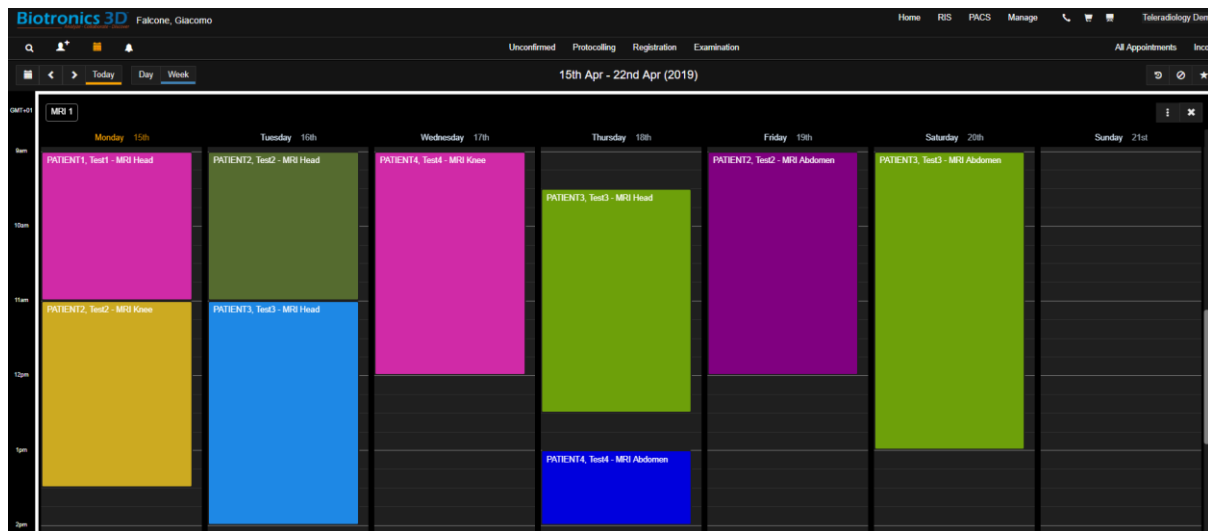 Biotronics 3D Falcone, Giacomo Home RIS PACS Manage Teleradiology Dem
Unconfirmed Protocolling Registration Examination All Appointments Inco
Today Day Week 15th Apr - 22nd Apr (2019)
GMT+01 MRI 1
Monday 15th Tuesday 16th Wednesday 17th Thursday 18th Friday 19th Saturday 20th Sunday 21st
9am
PATIENT1, Test1 - MRI Head PATIENT2, Test2 - MRI Head PATIENT4, Test4 - MRI Knee PATIENT2, Test2 - MRI Abdomen PATIENT3, Test3 - MRI Abdomen
PATIENT3, Test3 - MRI Head
10am
11am
PATIENT2, Test2 - MRI Knee PATIENT3, Test3 - MRI Head
12pm
1pm
PATIENT4, Test4 - MRI Abdomen
2pm